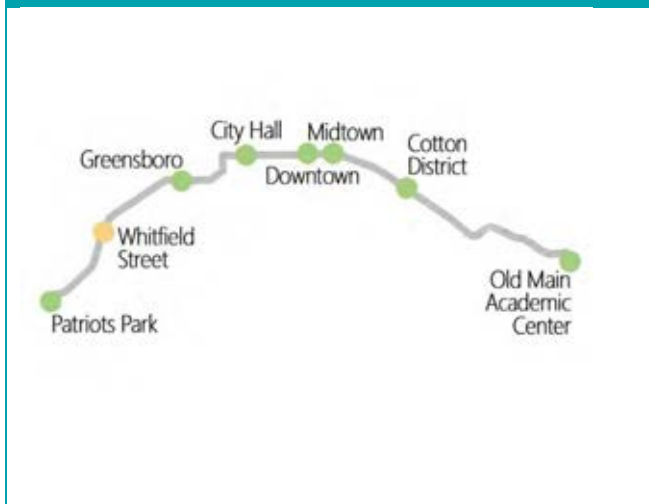 City Hall
Midtown
Greensboro
Downtown
Cotton
District
Whitfield
Street
Old Main
Academic
Center
Patriots Park